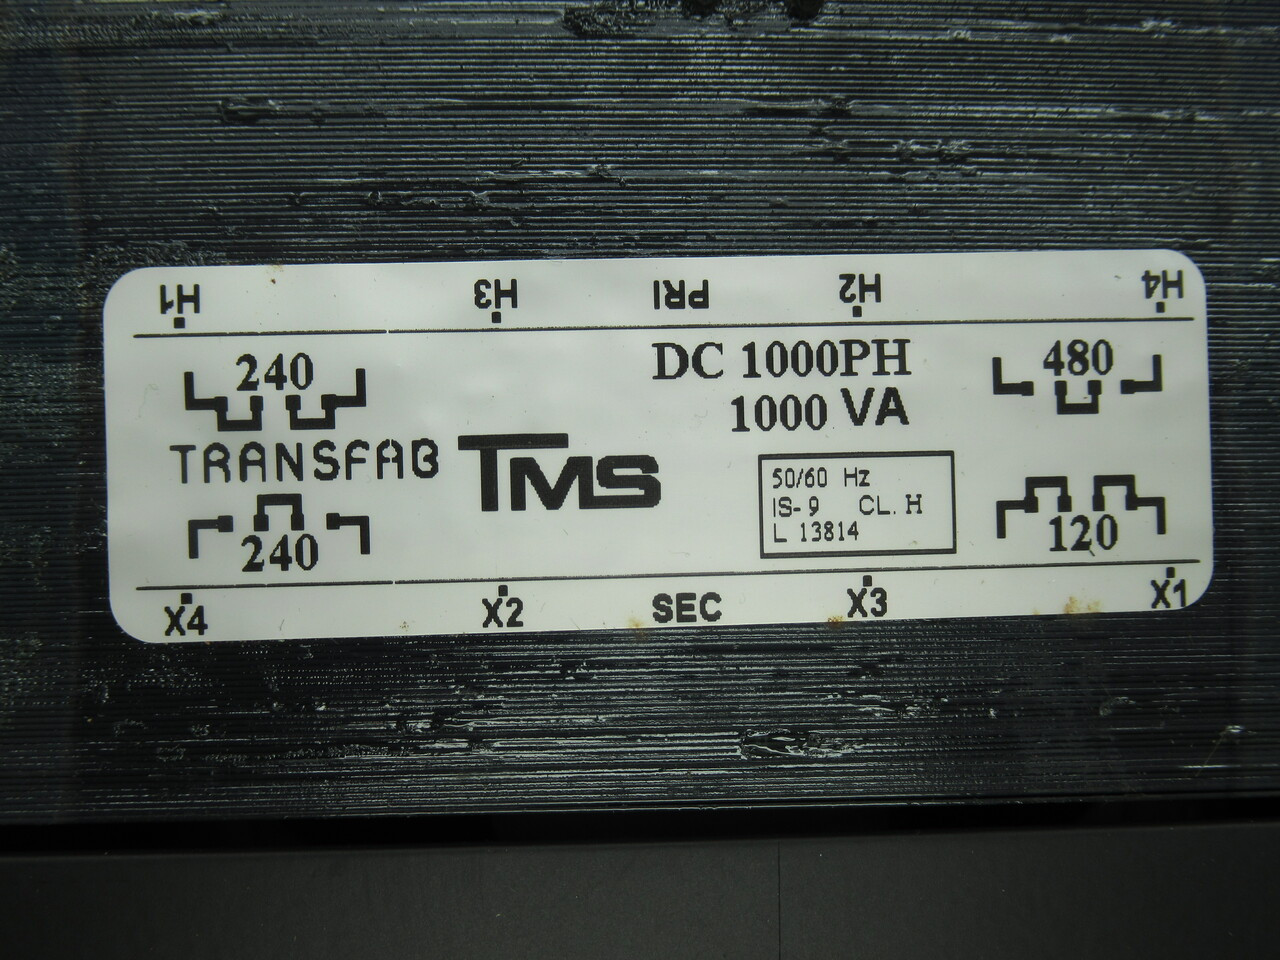 H1 H3 PRI H2 H4
240 DC 1000PH 480
1000 VA
TRANSFAB TMS
50/60 Hz
IS-9 CL. H
L 13814
240 120
X4 X2 SEC X3 X1